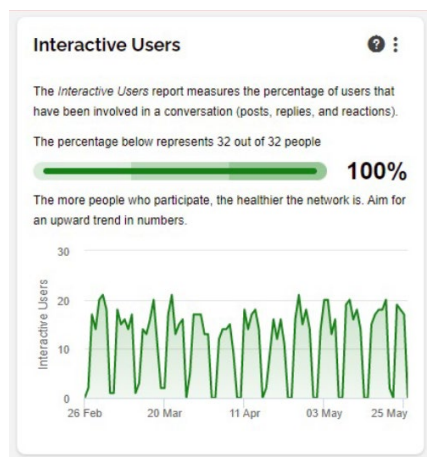 Interactive Users
The Interactive Users report measures the percentage of users that
have been involved in a conversation (posts, replies, and reactions).
The percentage below represents 32 out of 32 people
100%
The more people who participate, the healthier the network is. Aim for
an upward trend in numbers.
30
20
10
0
Interactive Users
26 Feb
20 Mar
11 Apr
03 May
25 May